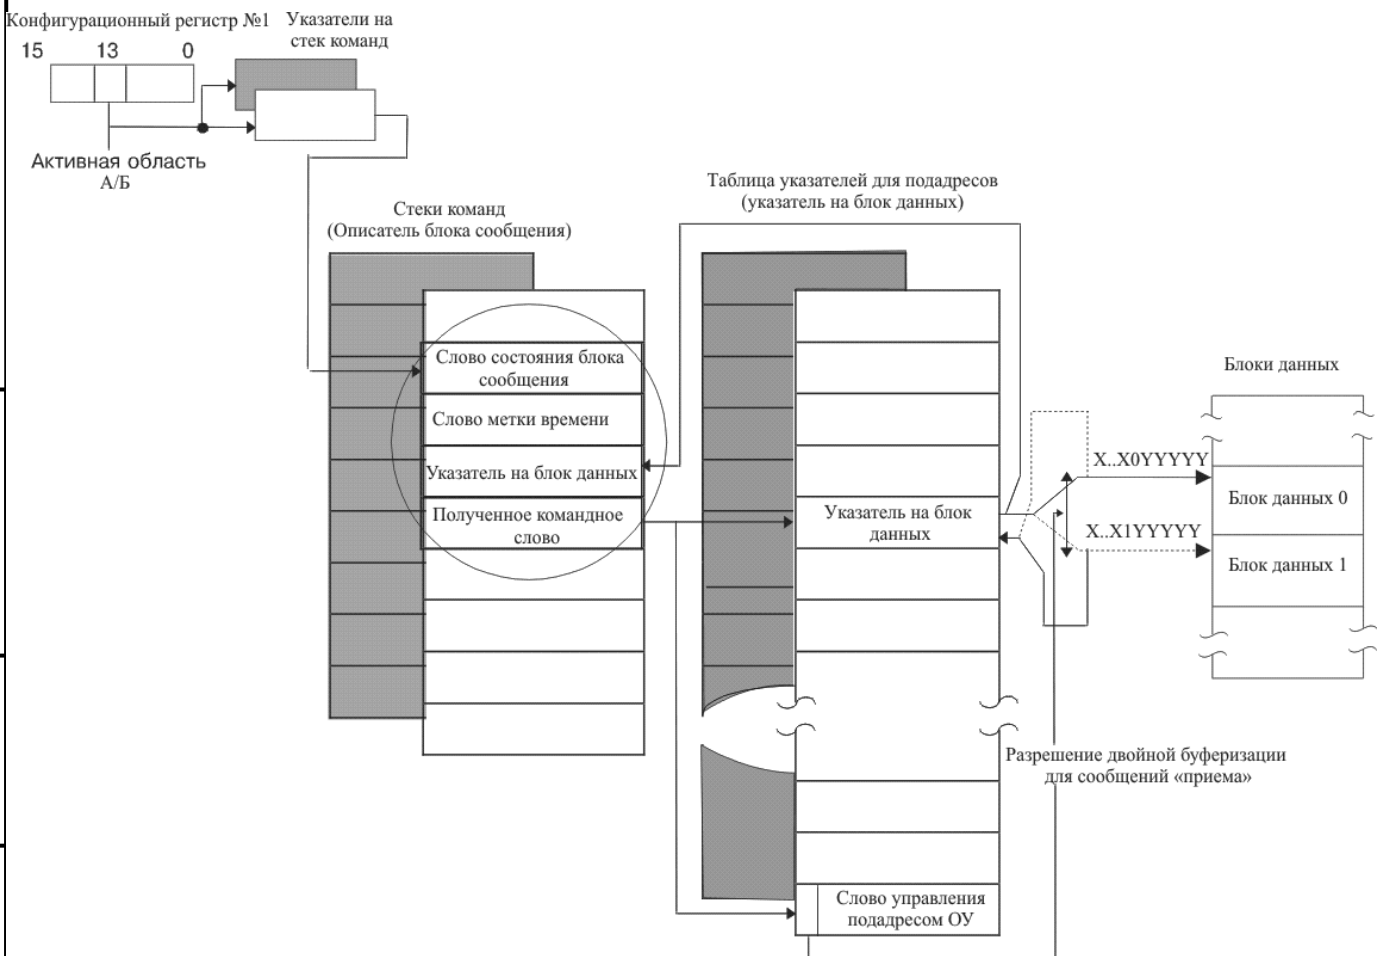 Конфигурационный регистр №1
15 13 0
Указатели на
стек команд
Активная область
А/Б
Стеки команд
(Описатель блока сообщения)
Слово состояния блока
сообщения
Слово метки времени
Указатель на блок данных
Полученное командное
слово
Таблица указателей для подадресов
(указатель на блок данных)
Указатель на блок
данных
Слово управления
подадресом ОУ
Блоки данных
X..X0YYYYY
Блок данных 0
X..X1YYYYY
Блок данных 1
Разрешение двойной буферизации
для сообщений «приема»